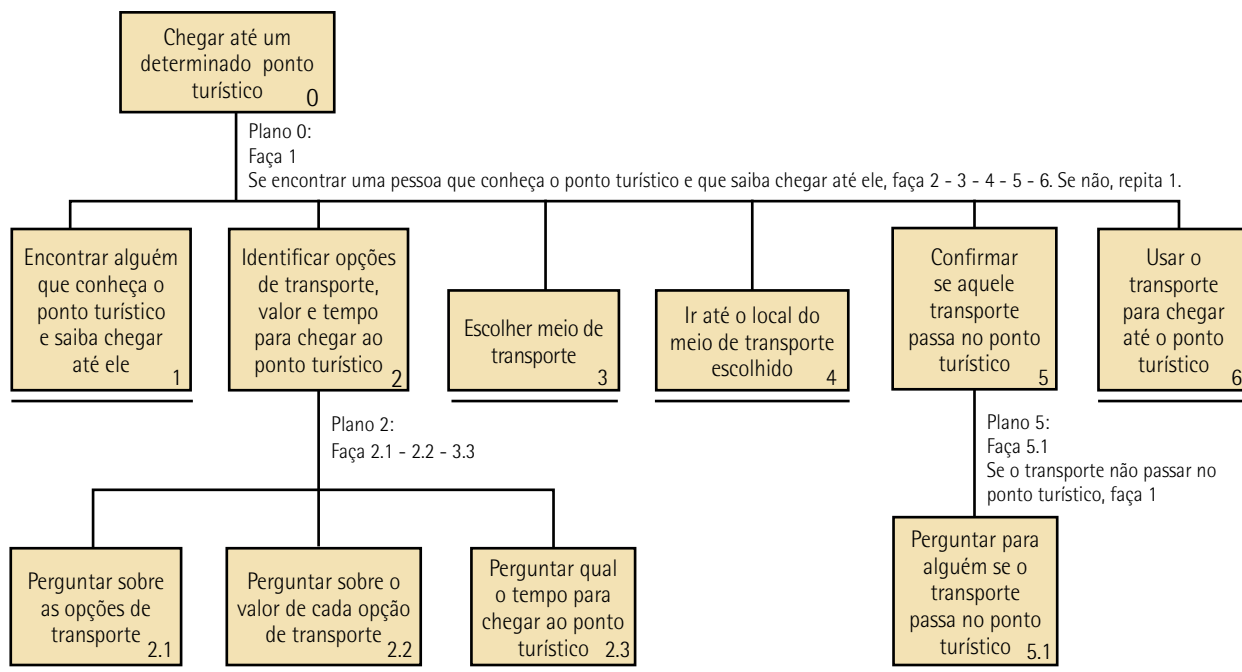 Chegar até um
determinado ponto
turístico
0
Plano 0:
Faça 1
Se encontrar uma pessoa que conheça o ponto turístico e que saiba chegar até ele, faça 2 - 3 - 4 - 5 - 6. Se não, repita 1.
Encontrar alguém
que conheça o
ponto turístico
e saiba chegar
até ele
1
Identificar opções
de transporte,
valor e tempo
para chegar ao
ponto turístico
2
Escolher meio de
transporte
3
Ir até o local do
meio de transporte
escolhido
4
Confirmar
se aquele
transporte
passa no ponto
turístico
5
Usar o
transporte
para chegar
até o ponto
turístico
6
Plano 2:
Faça 2.1 - 2.2 - 3.3
Plano 5:
Faça 5.1
Se o transporte não passar no
ponto turístico, faça 1
Perguntar sobre
as opções de
transporte
2.1
Perguntar sobre o
valor de cada opção
de transporte
2.2
Perguntar qual
o tempo para
chegar ao ponto
turístico 2.3
Perguntar para
alguém se o
transporte
passa no ponto
turístico
5.1